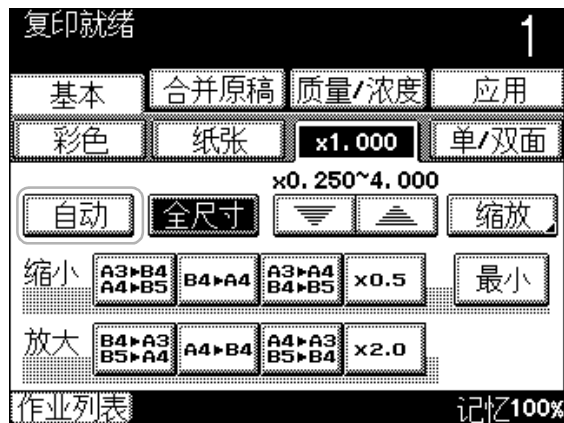 复印就绪 1
基本 合并原稿 质量/浓度 应用
彩色 纸张 x1.000 单/双面
x0.250~4.000
自动 全尺寸 缩放
缩小 A3▶B4 A4▶B5 B4▶A4 A3▶A4 B4▶B5 x0.5 最小
放大 B4▶A3 B5▶A4 A4▶B4 A4▶A3 B5▶B4 x2.0
作业列表 记忆100%